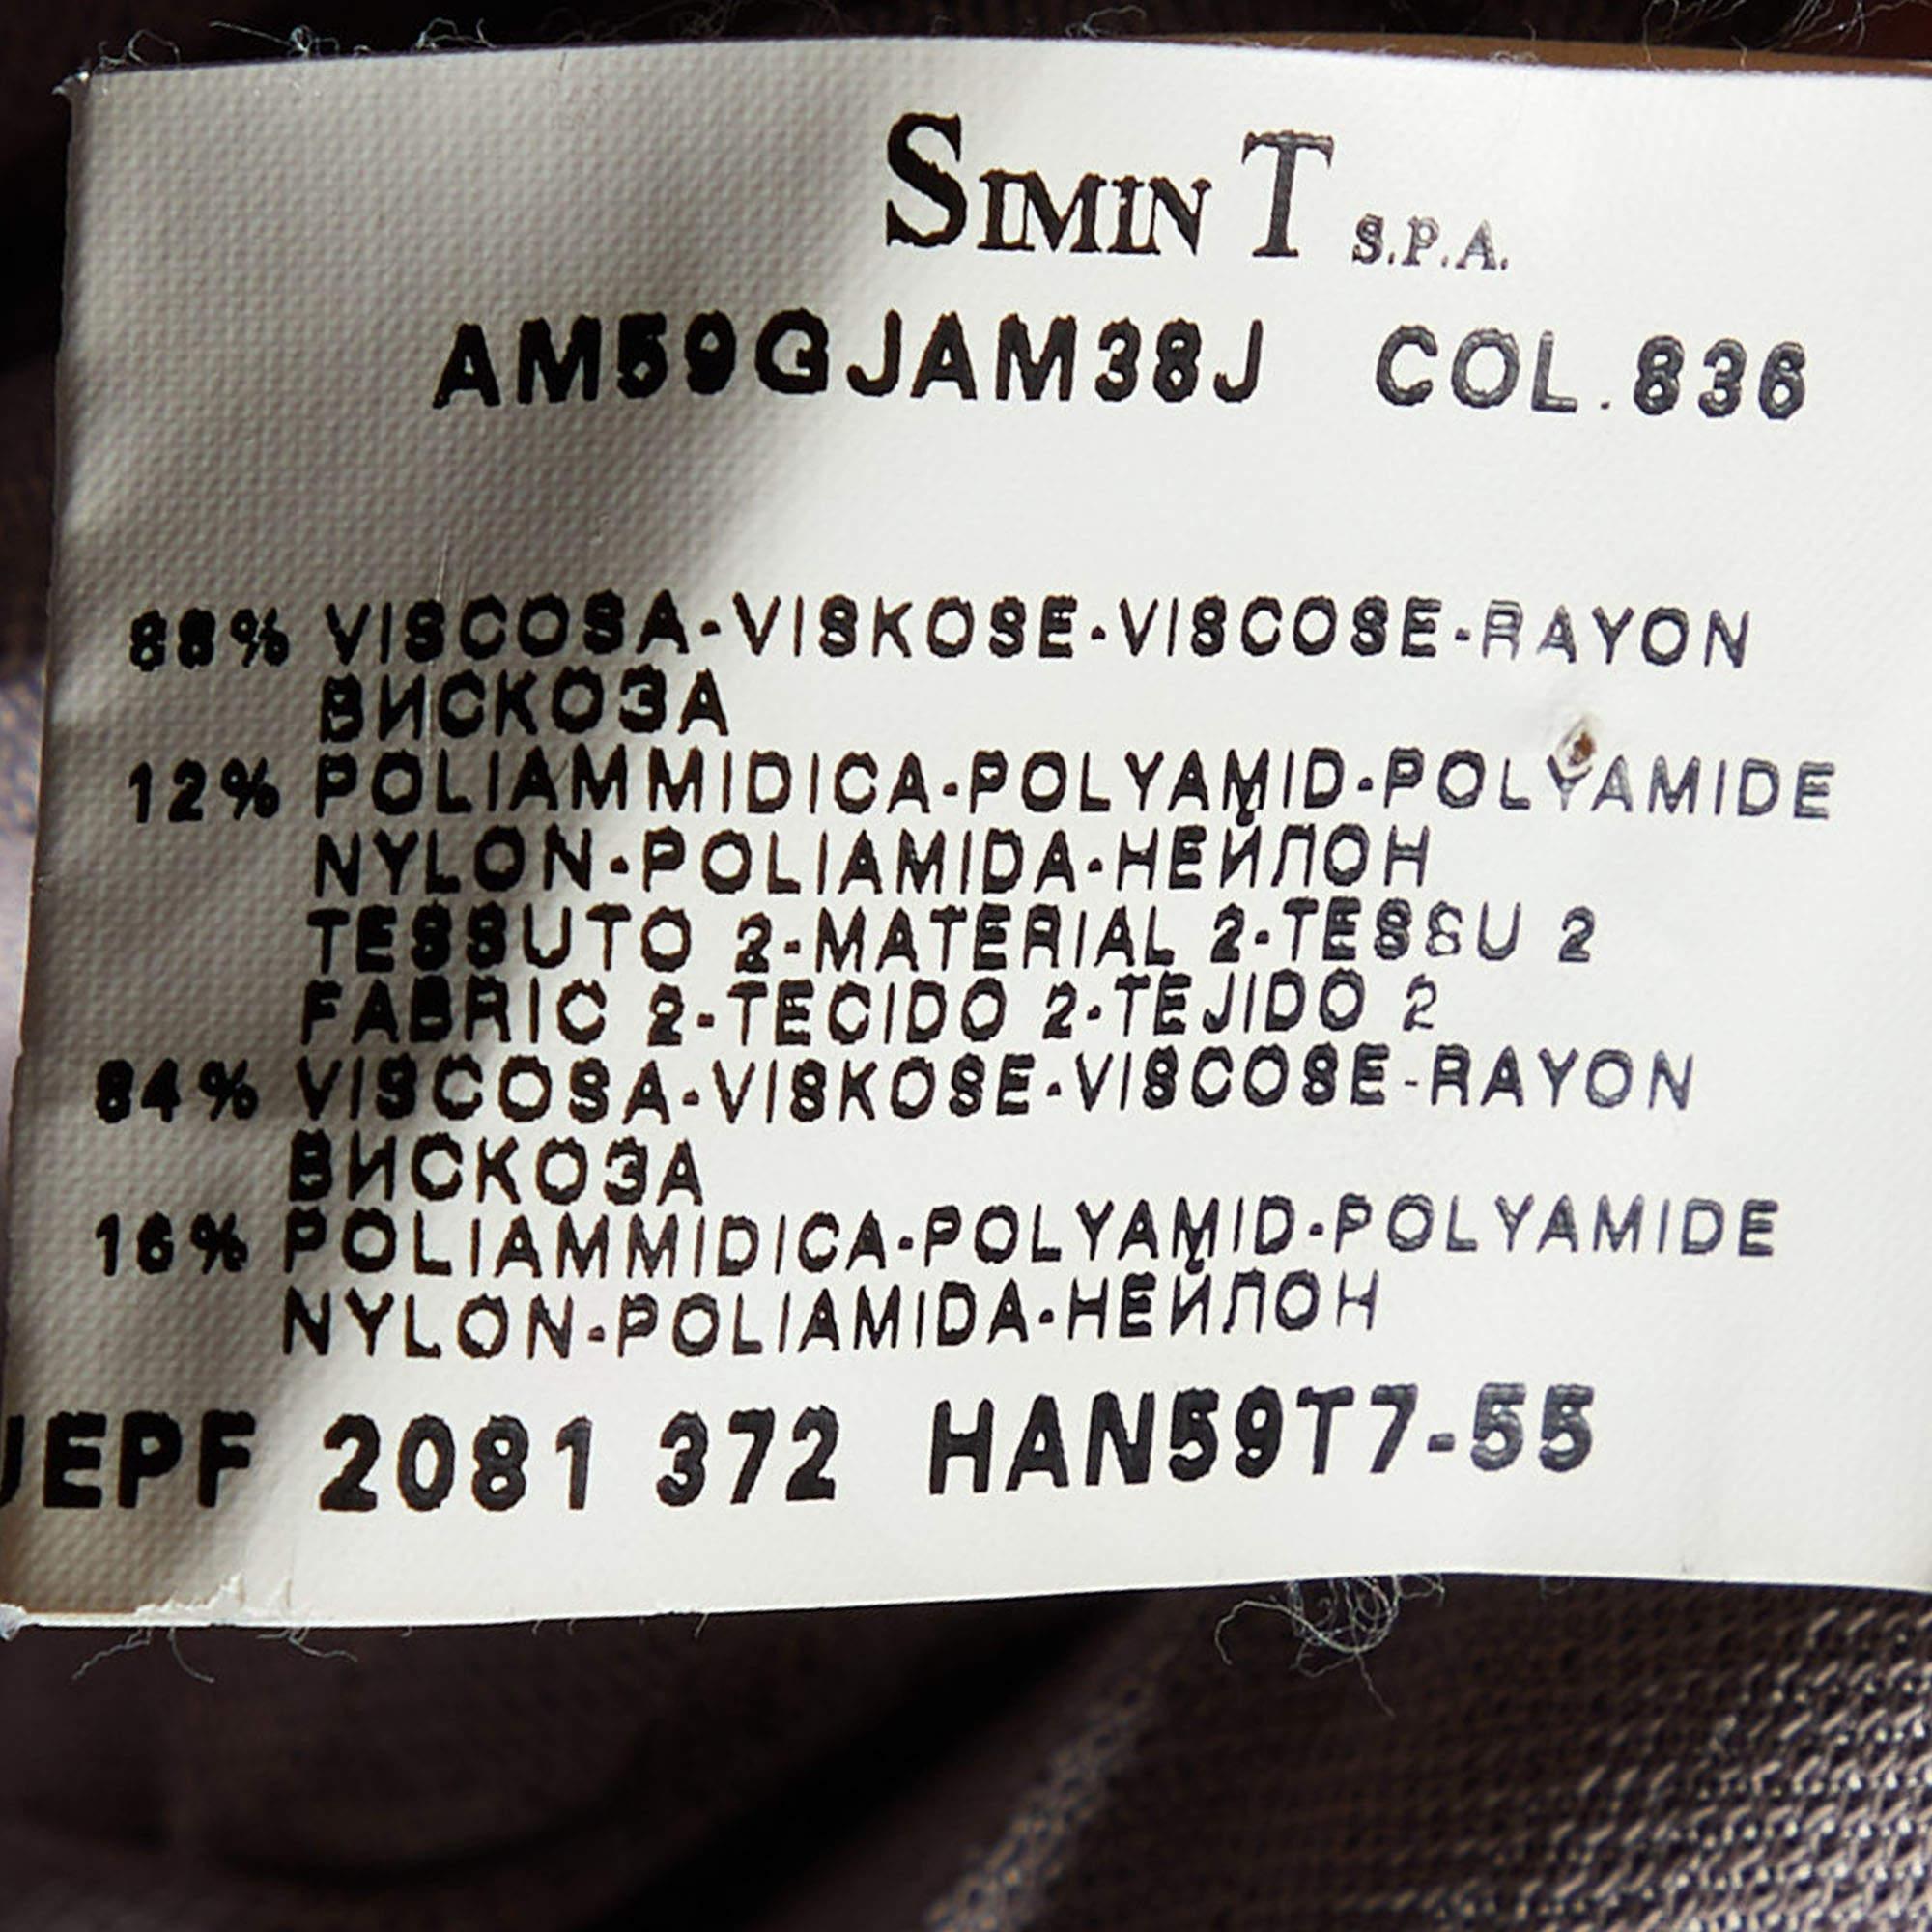 SIMIN T S.P.A.
AM59GJAM38J COL.836
88% VISCOSA-VISKOSE-VISCOSE-RAYON
ВИСКОЗА
12% POLIAMMIDICA-POLYAMID-POLYAMIDE
NYLON-POLIAMIDA-НЕЙЛОН
TESSUTO 2-MATERIAL 2-TESSU 2
FABRIC 2-TECIDO 2-TEJIDO 2
84% VISCOSA-VISKOSE-VISCOSE-RAYON
ВИСКОЗА
16% POLIAMMIDICA-POLYAMID-POLYAMIDE
NYLON-POLIAMIDA-НЕЙЛОН
JEPF 2081 372 HAN59T7-55